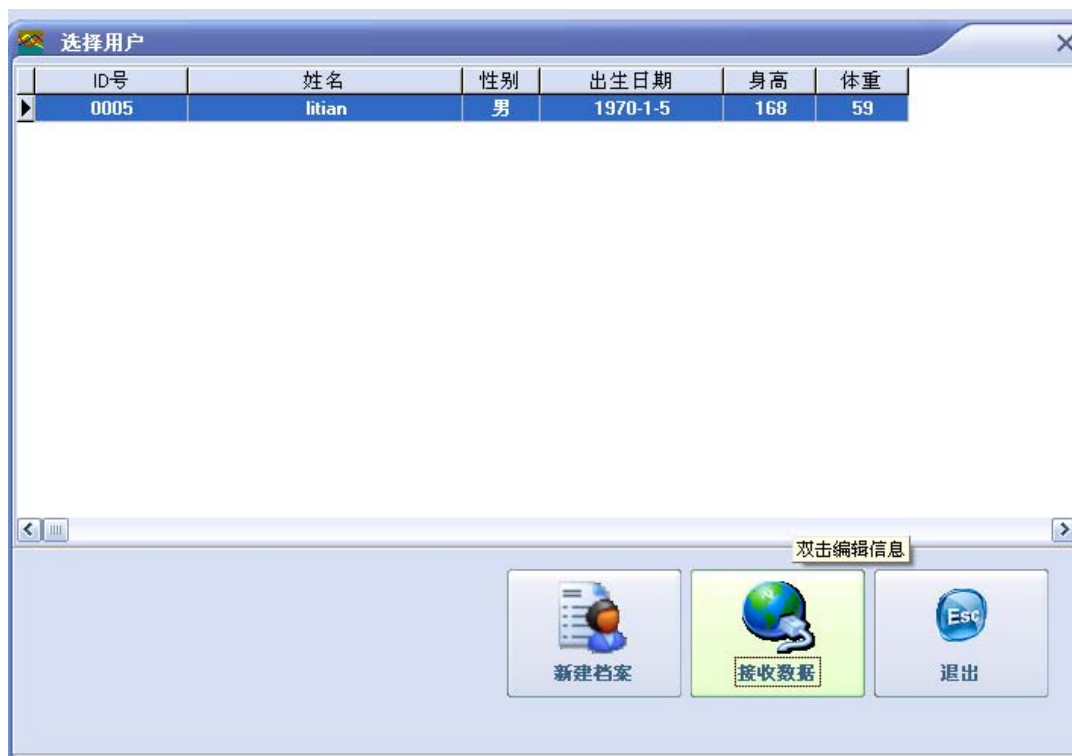 选择用户
ID号 姓名 性别 出生日期 身高 体重
0005 litian 男 1970-1-5 168 59
双击编辑信息
Esc
新建档案 接收数据 退出